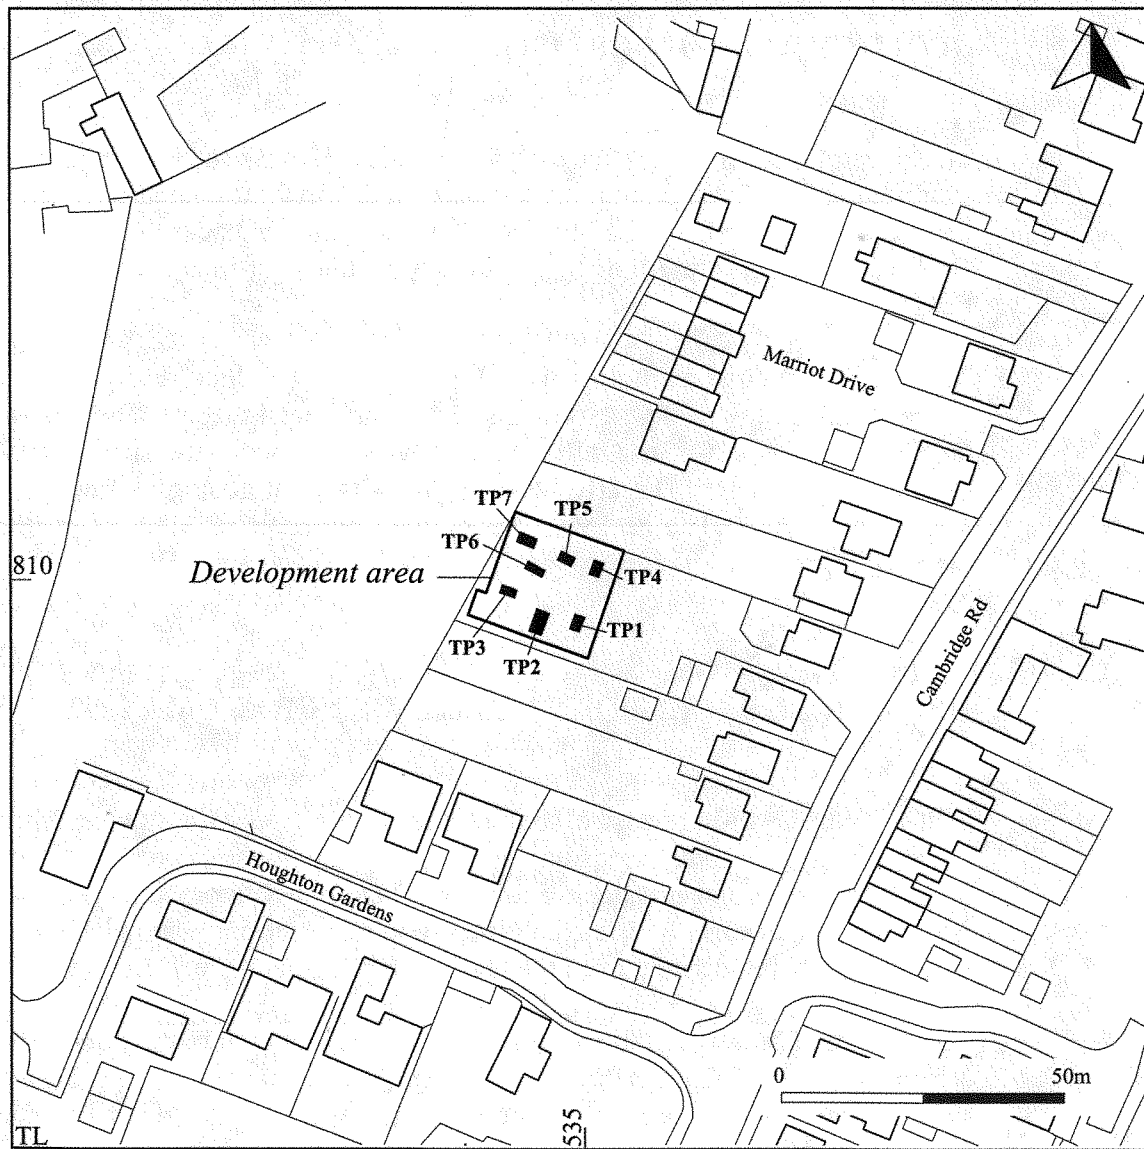 Marriot Drive
TP7
TP5
TP6
810
Development area
TP4
TP1
TP3
TP2
Cambridge Rd
Houghton Gardens
0
50m
535
TL